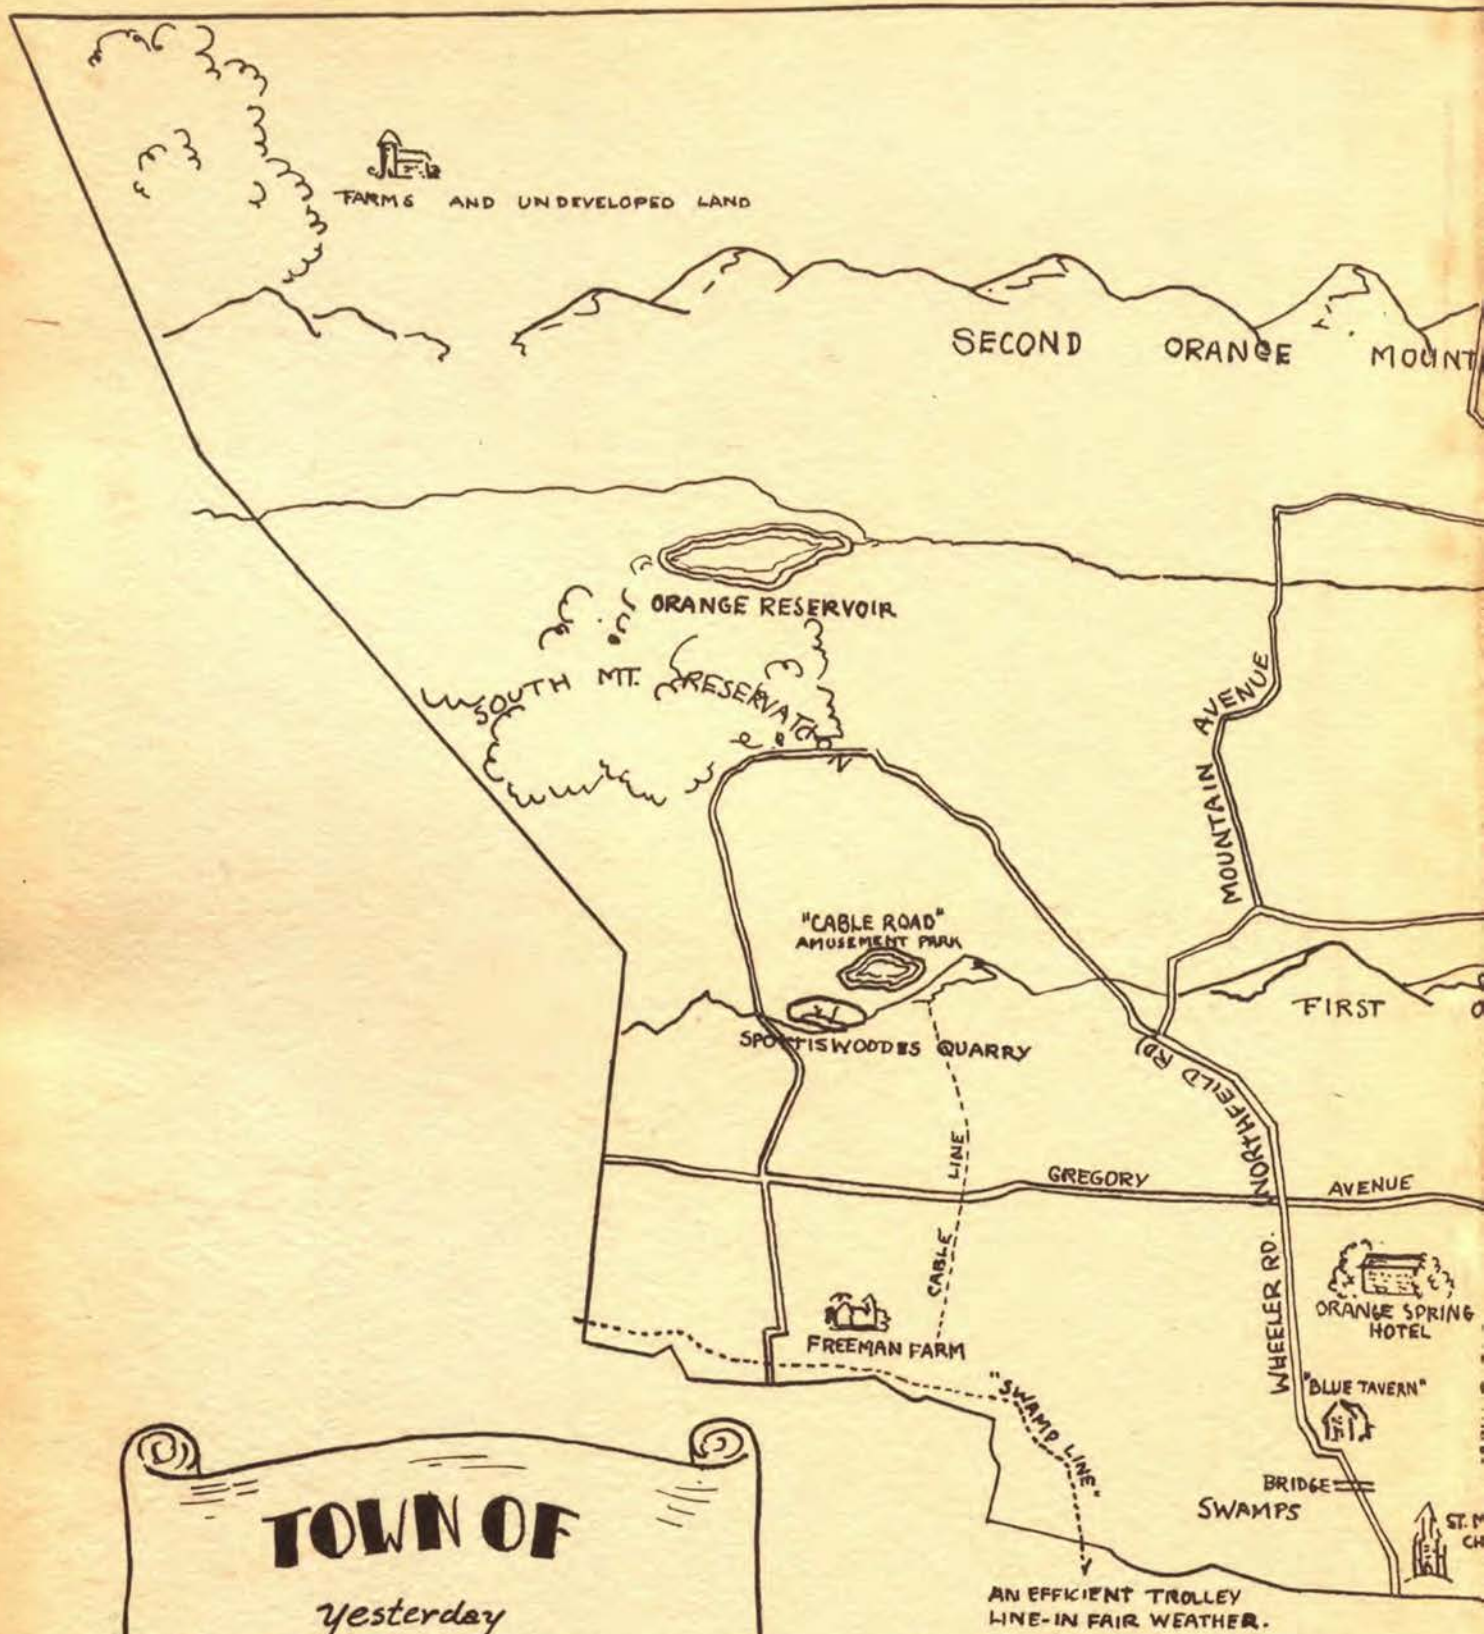 FARMS AND UNDEVELOPED LAND
SECOND ORANGE MOUNT
ORANGE RESERVOIR
SOUTH MT. RESERVATION
MOUNTAIN AVENUE
"CABLE ROAD"
AMUSEMENT PARK
FIRST
SPOTTISWOODES QUARRY
(NORTHFEILD RD)
CABLE LINE
GREGORY AVENUE
WHEELER RD.
ORANGE SPRING
HOTEL
FREEMAN FARM
"BLUE TAVERN"
"SWAMP LINE"
BRIDGE
SWAMPS
ST. M
CH
TOWN OF
yesterday
AN EFFICIENT TROLLEY
LINE-IN FAIR WEATHER.